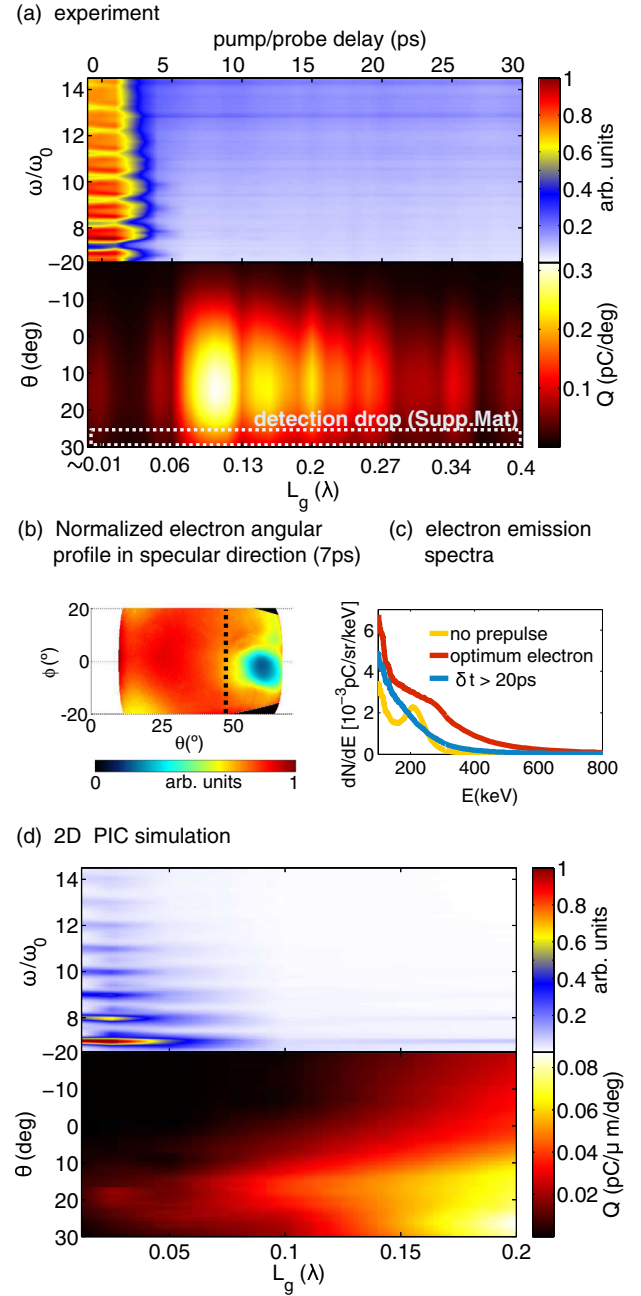 (a) experiment
pump/probe delay (ps)
0 5 10 15 20 25 30
14
12
10
8
ω/ω₀
1
0.8
0.6
0.4
0.2
arb. units
−20
−10
0
10
20
30
θ (deg)
detection drop (Supp.Mat)
0.3
0.2
0.1
Q (pC/deg)
~0.01 0.06 0.13 0.2 0.27 0.34 0.4
L_g (λ)
(b) Normalized electron angular
profile in specular direction (7ps)
20
0
−20
ϕ(°)
0 50
θ(°)
0 arb. units 1
(c) electron emission
spectra
6
4
2
0
dN/dE [10⁻³pC/sr/keV]
no prepulse
optimum electron
δ t > 20ps
200 400 600 800
E(keV)
(d) 2D PIC simulation
14
12
10
8
ω/ω₀
1
0.8
0.6
0.4
0.2
arb. units
−20
−10
0
10
20
30
θ (deg)
0.08
0.06
0.04
0.02
Q (pC/μ m/deg)
0.05 0.1 0.15 0.2
L_g (λ)